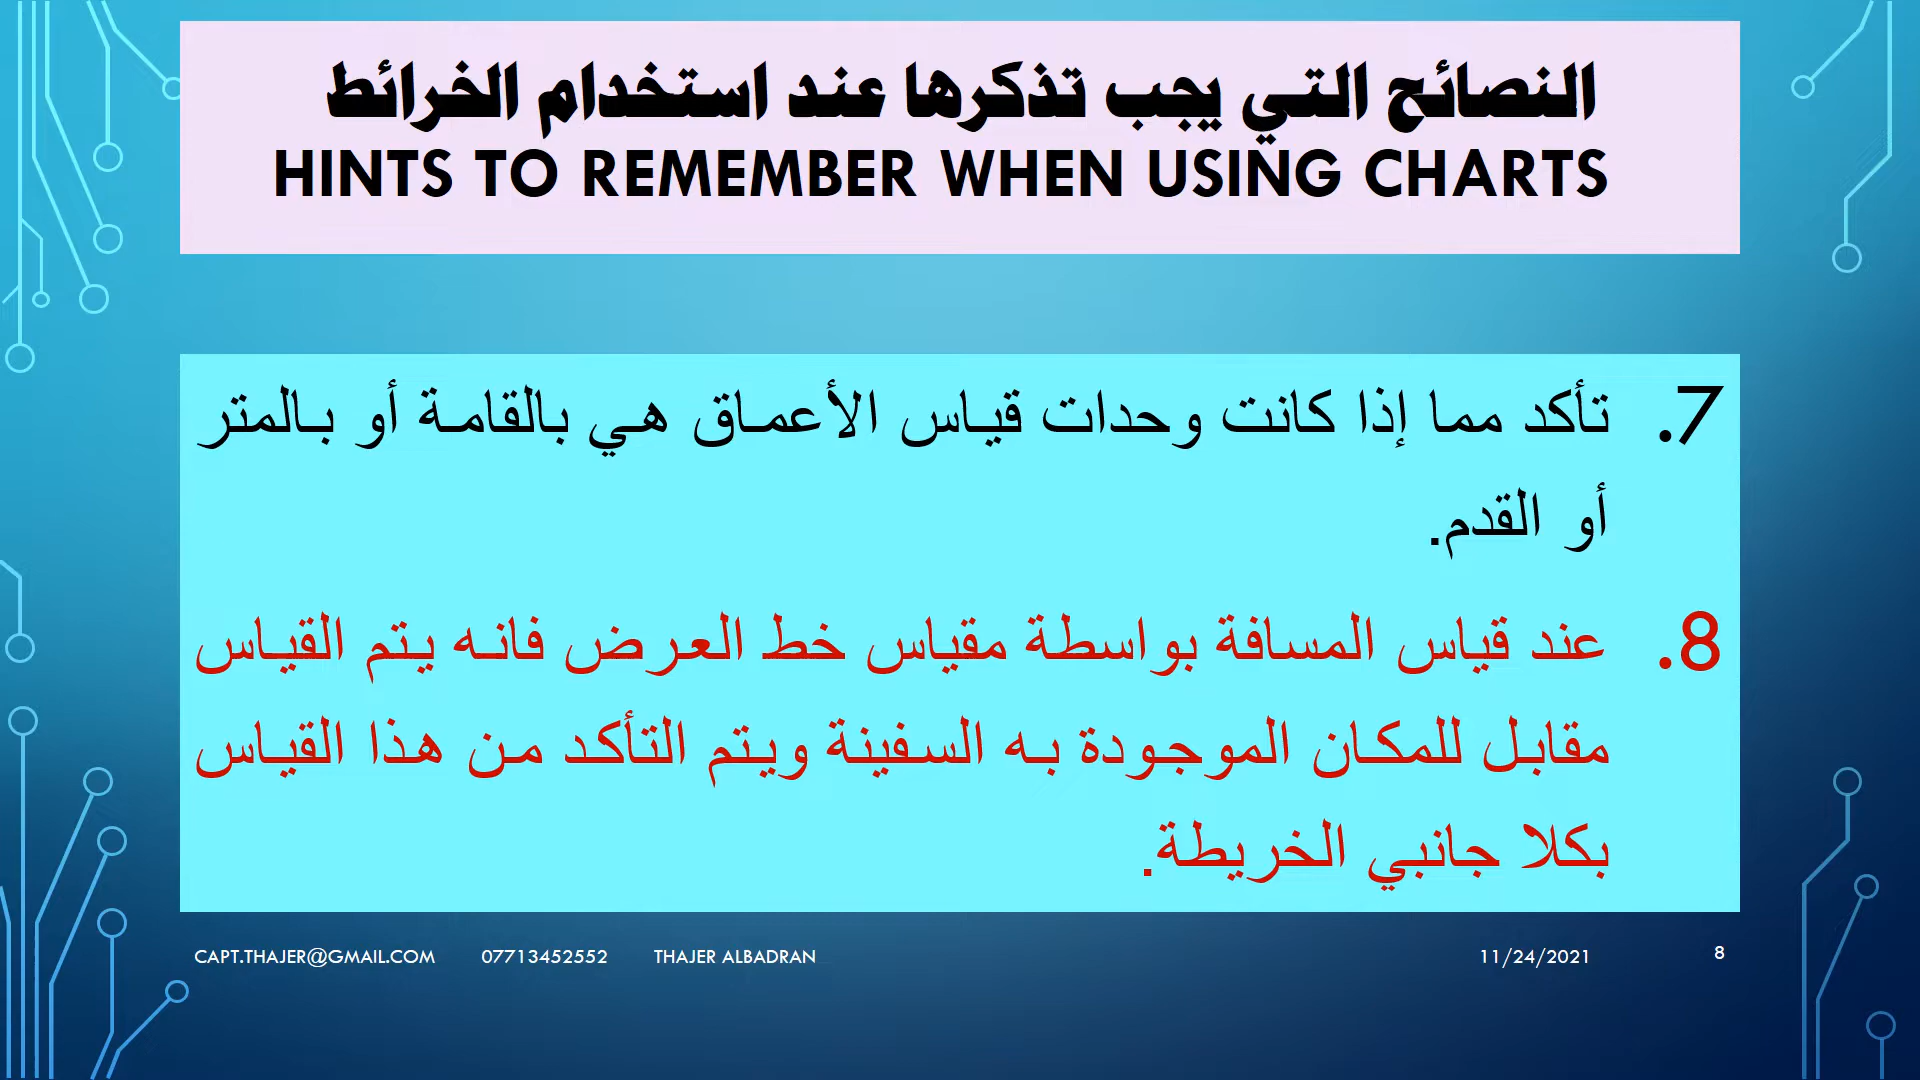 النصائح التي يجب تذكرها عند استخدام الخرائط
HINTS TO REMEMBER WHEN USING CHARTS
7. تأكد مما إذا كانت وحدات قياس الأعماق هي بالقامة أو بالمتر
أو القدم.
8. عند قياس المسافة بواسطة مقياس خط العرض فانه يتم القياس
مقابل للمكان الموجودة به السفينة ويتم التأكد من هذا القياس
بكلا جانبي الخريطة.
CAPT.THAJER@GMAIL.COM 07713452552 THAJER ALBADRAN 11/24/2021 8